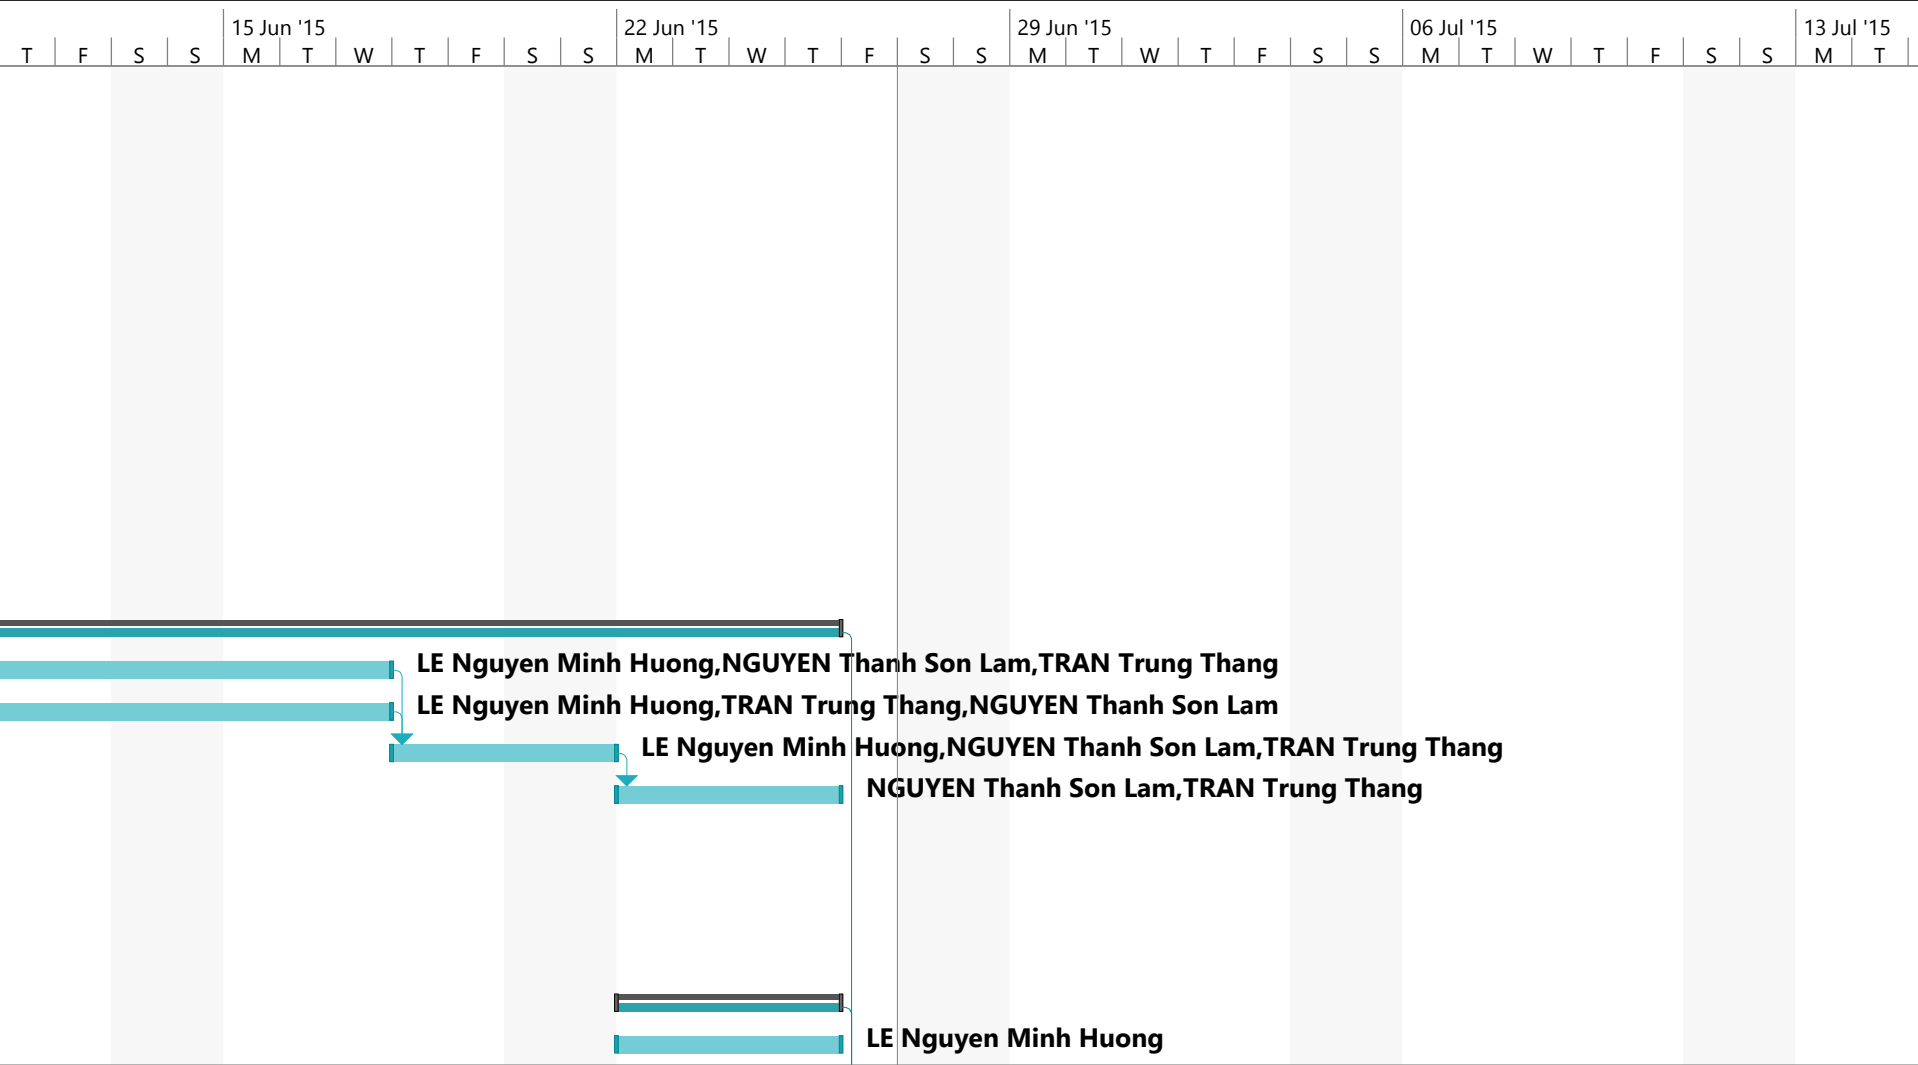 15 Jun '15 22 Jun '15 29 Jun '15 06 Jul '15 13 Jul '15
T F S S M T W T F S S M T W T F S S M T W T F S S M T W T F S S M T
LE Nguyen Minh Huong,NGUYEN Thanh Son Lam,TRAN Trung Thang
LE Nguyen Minh Huong,TRAN Trung Thang,NGUYEN Thanh Son Lam
LE Nguyen Minh Huong,NGUYEN Thanh Son Lam,TRAN Trung Thang
NGUYEN Thanh Son Lam,TRAN Trung Thang
LE Nguyen Minh Huong